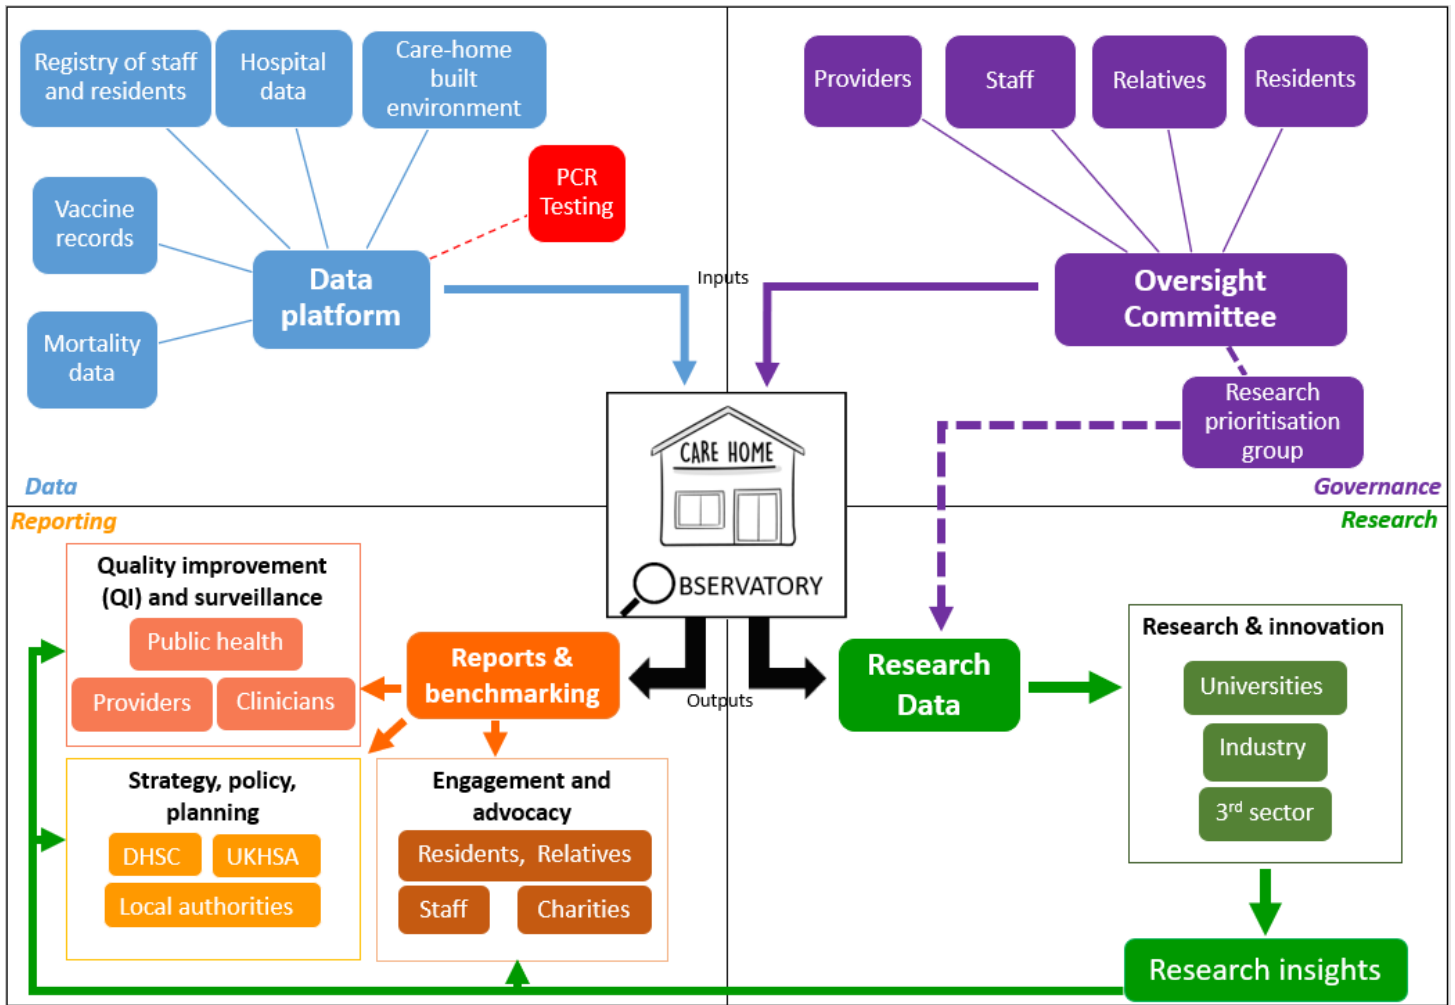 Registry of staff
and residents
Hospital
data
Care-home
built
environment
PCR
Testing
Vaccine
records
Mortality
data
Data
platform
Data
Inputs
Providers
Staff
Relatives
Residents
Oversight
Committee
Research
prioritisation
group
Governance
CARE HOME
BSERVATORY
Outputs
Reporting
Quality improvement
(QI) and surveillance
Public health
Providers
Clinicians
Reports &
benchmarking
Strategy, policy,
planning
DHSC
UKHSA
Local authorities
Engagement and
advocacy
Residents, Relatives
Staff
Charities
Research
Research
Data
Research & innovation
Universities
Industry
3rd sector
Research insights